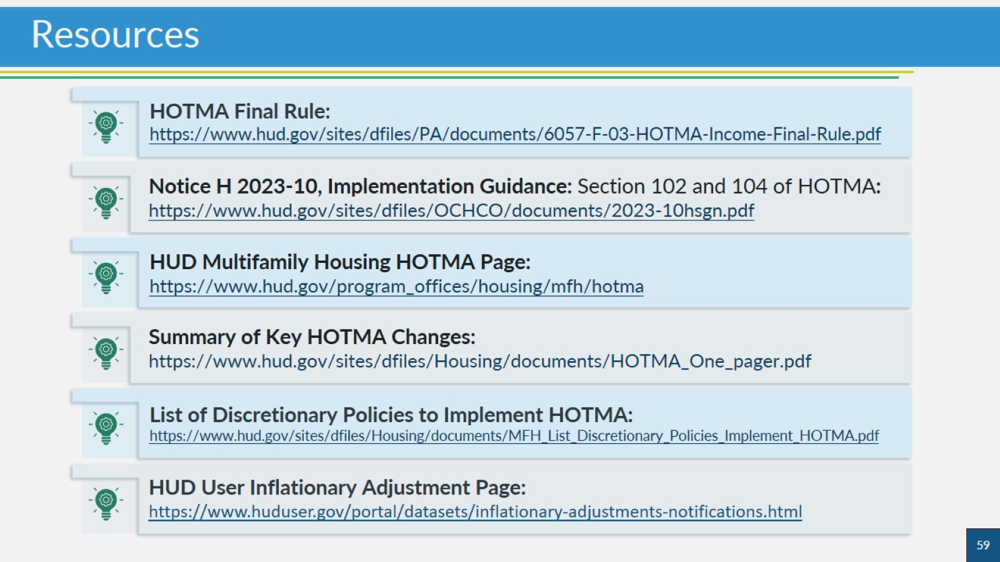 Resources
HOTMA Final Rule:
https://www.hud.gov/sites/dfiles/PA/documents/6057-F-03-HOTMA-Income-Final-Rule.pdf
Notice H 2023-10, Implementation Guidance: Section 102 and 104 of HOTMA:
https://www.hud.gov/sites/dfiles/OCHCO/documents/2023-10hsgn.pdf
HUD Multifamily Housing HOTMA Page:
https://www.hud.gov/program_offices/housing/mfh/hotma
Summary of Key HOTMA Changes:
https://www.hud.gov/sites/dfiles/Housing/documents/HOTMA_One_pager.pdf
List of Discretionary Policies to Implement HOTMA:
https://www.hud.gov/sites/dfiles/Housing/documents/MFH_List_Discretionary_Policies_Implement_HOTMA.pdf
HUD User Inflationary Adjustment Page:
https://www.huduser.gov/portal/datasets/inflationary-adjustments-notifications.html
59